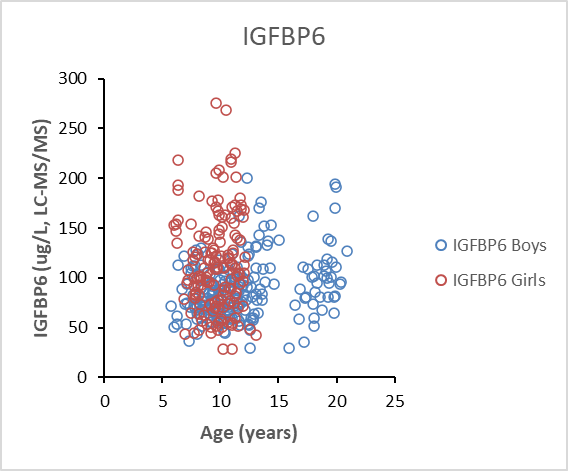 IGFBP6
300
250
200
150
100
50
0
IGFBP6 (ug/L, LC-MS/MS)
0 5 10 15 20 25
Age (years)
IGFBP6 Boys
IGFBP6 Girls